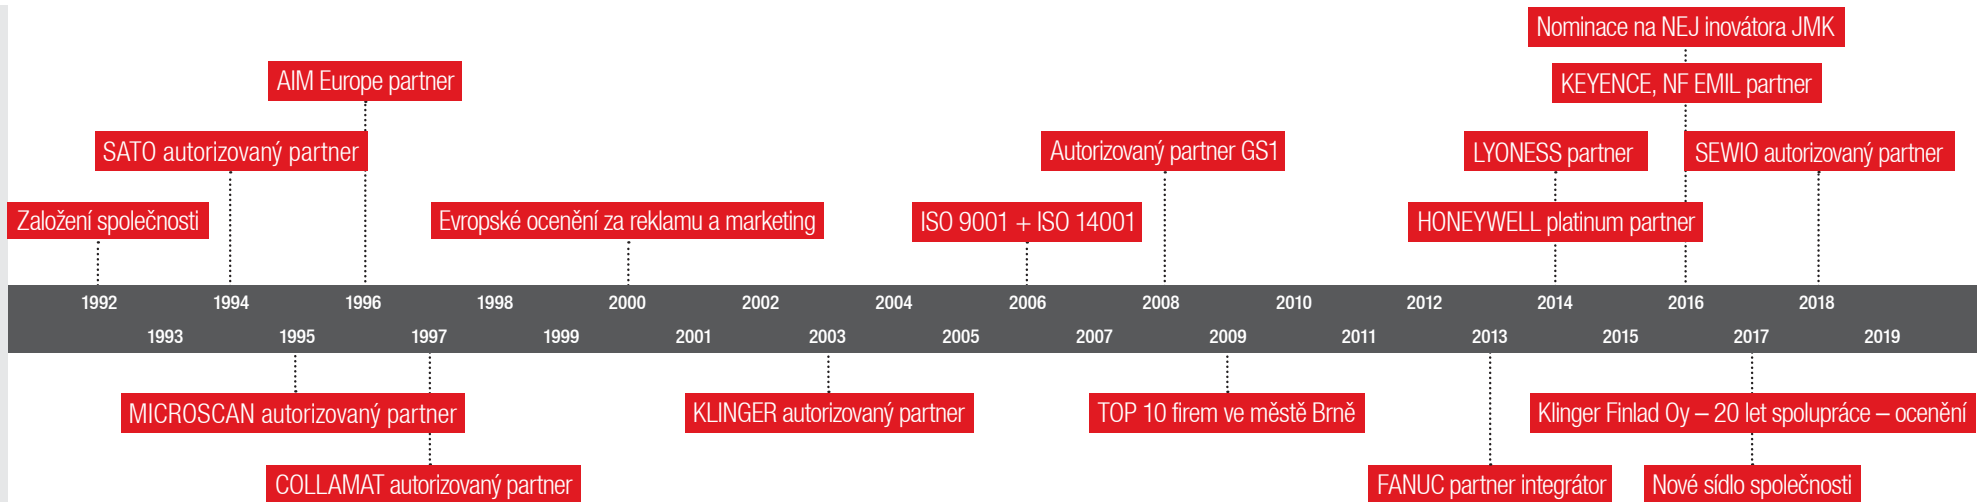 Nominace na NEJ inovátora JMK
AIM Europe partner
KEYENCE, NF EMIL partner
SATO autorizovaný partner
Autorizovaný partner GS1
LYONESS partner
SEWIO autorizovaný partner
Založení společnosti
Evropské ocenění za reklamu a marketing
ISO 9001 + ISO 14001
HONEYWELL platinum partner
1992 1994 1996 1998 2000 2002 2004 2006 2008 2010 2012 2014 2016 2018
1993 1995 1997 1999 2001 2003 2005 2007 2009 2011 2013 2015 2017 2019
MICROSCAN autorizovaný partner
KLINGER autorizovaný partner
TOP 10 firem ve městě Brně
Klinger Finlad Oy – 20 let spolupráce – ocenění
COLLAMAT autorizovaný partner
FANUC partner integrátor
Nové sídlo společnosti